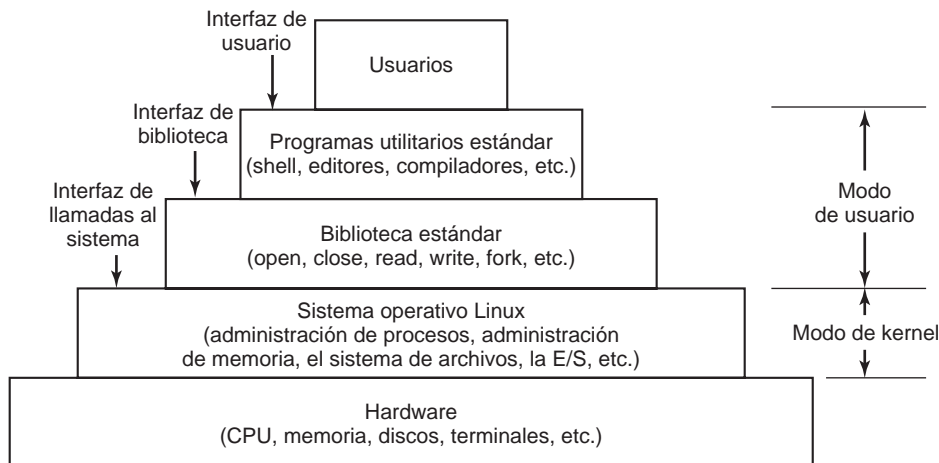 Interfaz de
usuario
Usuarios
Interfaz de
biblioteca
Programas utilitarios estándar
(shell, editores, compiladores, etc.)
Interfaz de
llamadas al
sistema
Modo
de usuario
Biblioteca estándar
(open, close, read, write, fork, etc.)
Sistema operativo Linux
(administración de procesos, administración
de memoria, el sistema de archivos, la E/S, etc.)
Modo de kernel
Hardware
(CPU, memoria, discos, terminales, etc.)